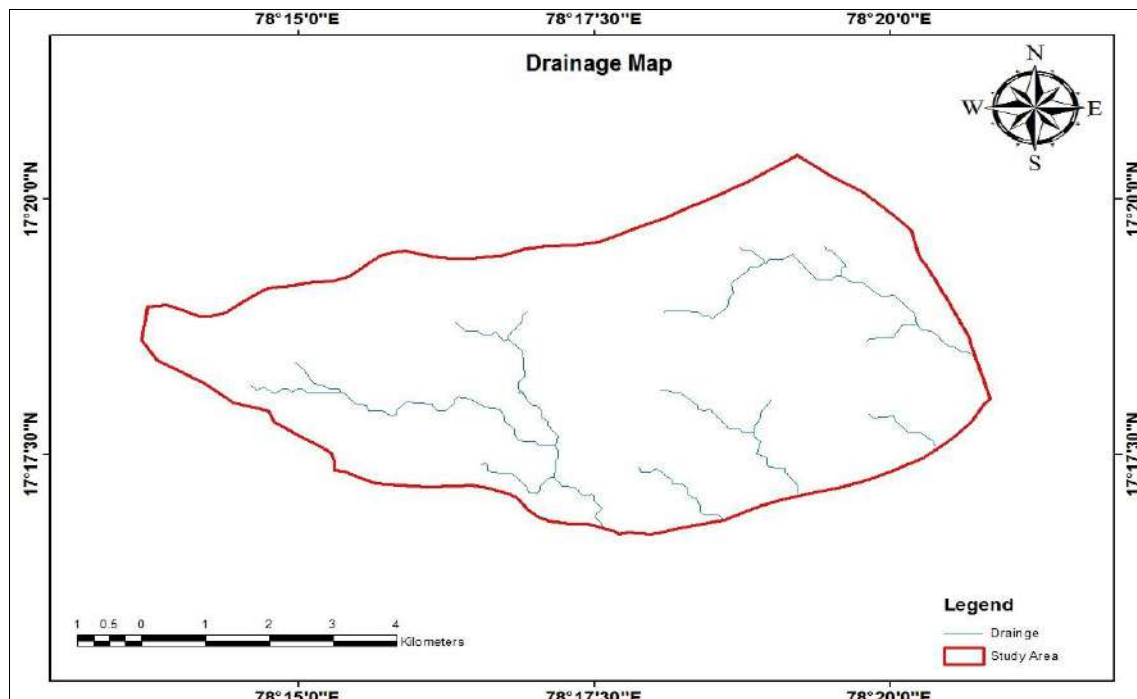 78°15'0"E 78°17'30"E 78°20'0"E
Drainage Map
N
W E
S
17°20'0"N 17°20'0"N
17°17'30"N 17°17'30"N
1 0.5 0 1 2 3 4
Kilometers
Legend
Drainge
Study Area
78°15'0"E 78°17'30"E 78°20'0"E